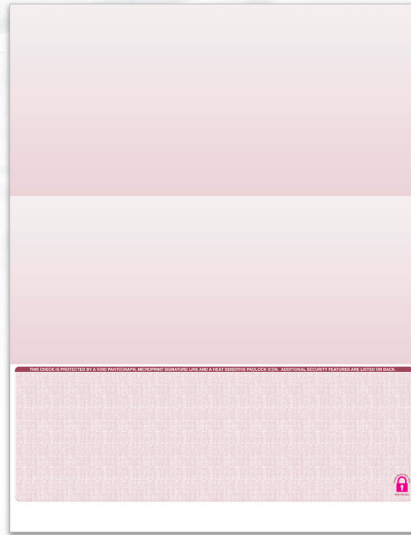 THIS CHECK IS PROTECTED BY A VOID PANTOGRAPH, MICROPRINT SIGNATURE LINE AND A HEAT SENSITIVE PADLOCK ICON. ADDITIONAL SECURITY FEATURES ARE LISTED ON BACK.